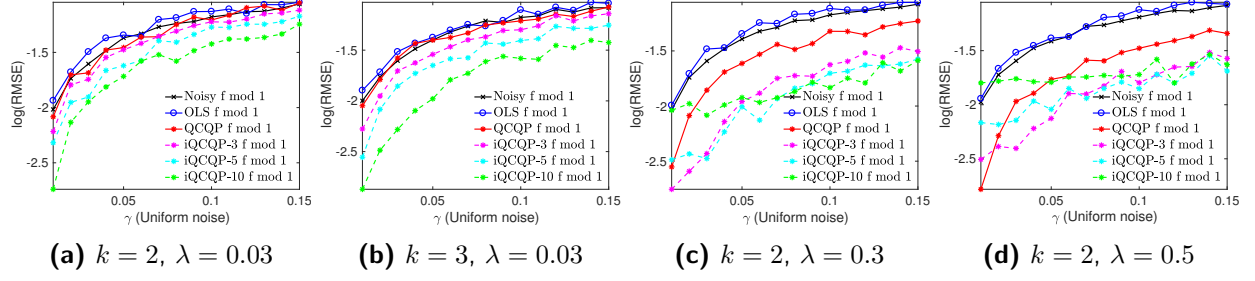 log(RMSE)
-1.5
-2
-2.5
0.05
0.1
0.15
γ (Uniform noise)
Noisy f mod 1
OLS f mod 1
QCQP f mod 1
iQCQP-3 f mod 1
iQCQP-5 f mod 1
iQCQP-10 f mod 1
(a) k = 2, λ = 0.03
log(RMSE)
-1.5
-2
-2.5
0.05
0.1
0.15
γ (Uniform noise)
Noisy f mod 1
OLS f mod 1
QCQP f mod 1
iQCQP-3 f mod 1
iQCQP-5 f mod 1
iQCQP-10 f mod 1
(b) k = 3, λ = 0.03
log(RMSE)
-1.5
-2
-2.5
0.05
0.1
0.15
γ (Uniform noise)
Noisy f mod 1
OLS f mod 1
QCQP f mod 1
iQCQP-3 f mod 1
iQCQP-5 f mod 1
iQCQP-10 f mod 1
(c) k = 2, λ = 0.3
log(RMSE)
-1.5
-2
-2.5
0.05
0.1
0.15
γ (Uniform noise)
Noisy f mod 1
OLS f mod 1
QCQP f mod 1
iQCQP-3 f mod 1
iQCQP-5 f mod 1
iQCQP-10 f mod 1
(d) k = 2, λ = 0.5